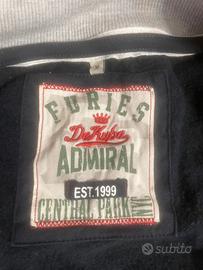 FURIES
DeKuba
ADMIRAL
EST.1999
CENTRAL PARK
subito